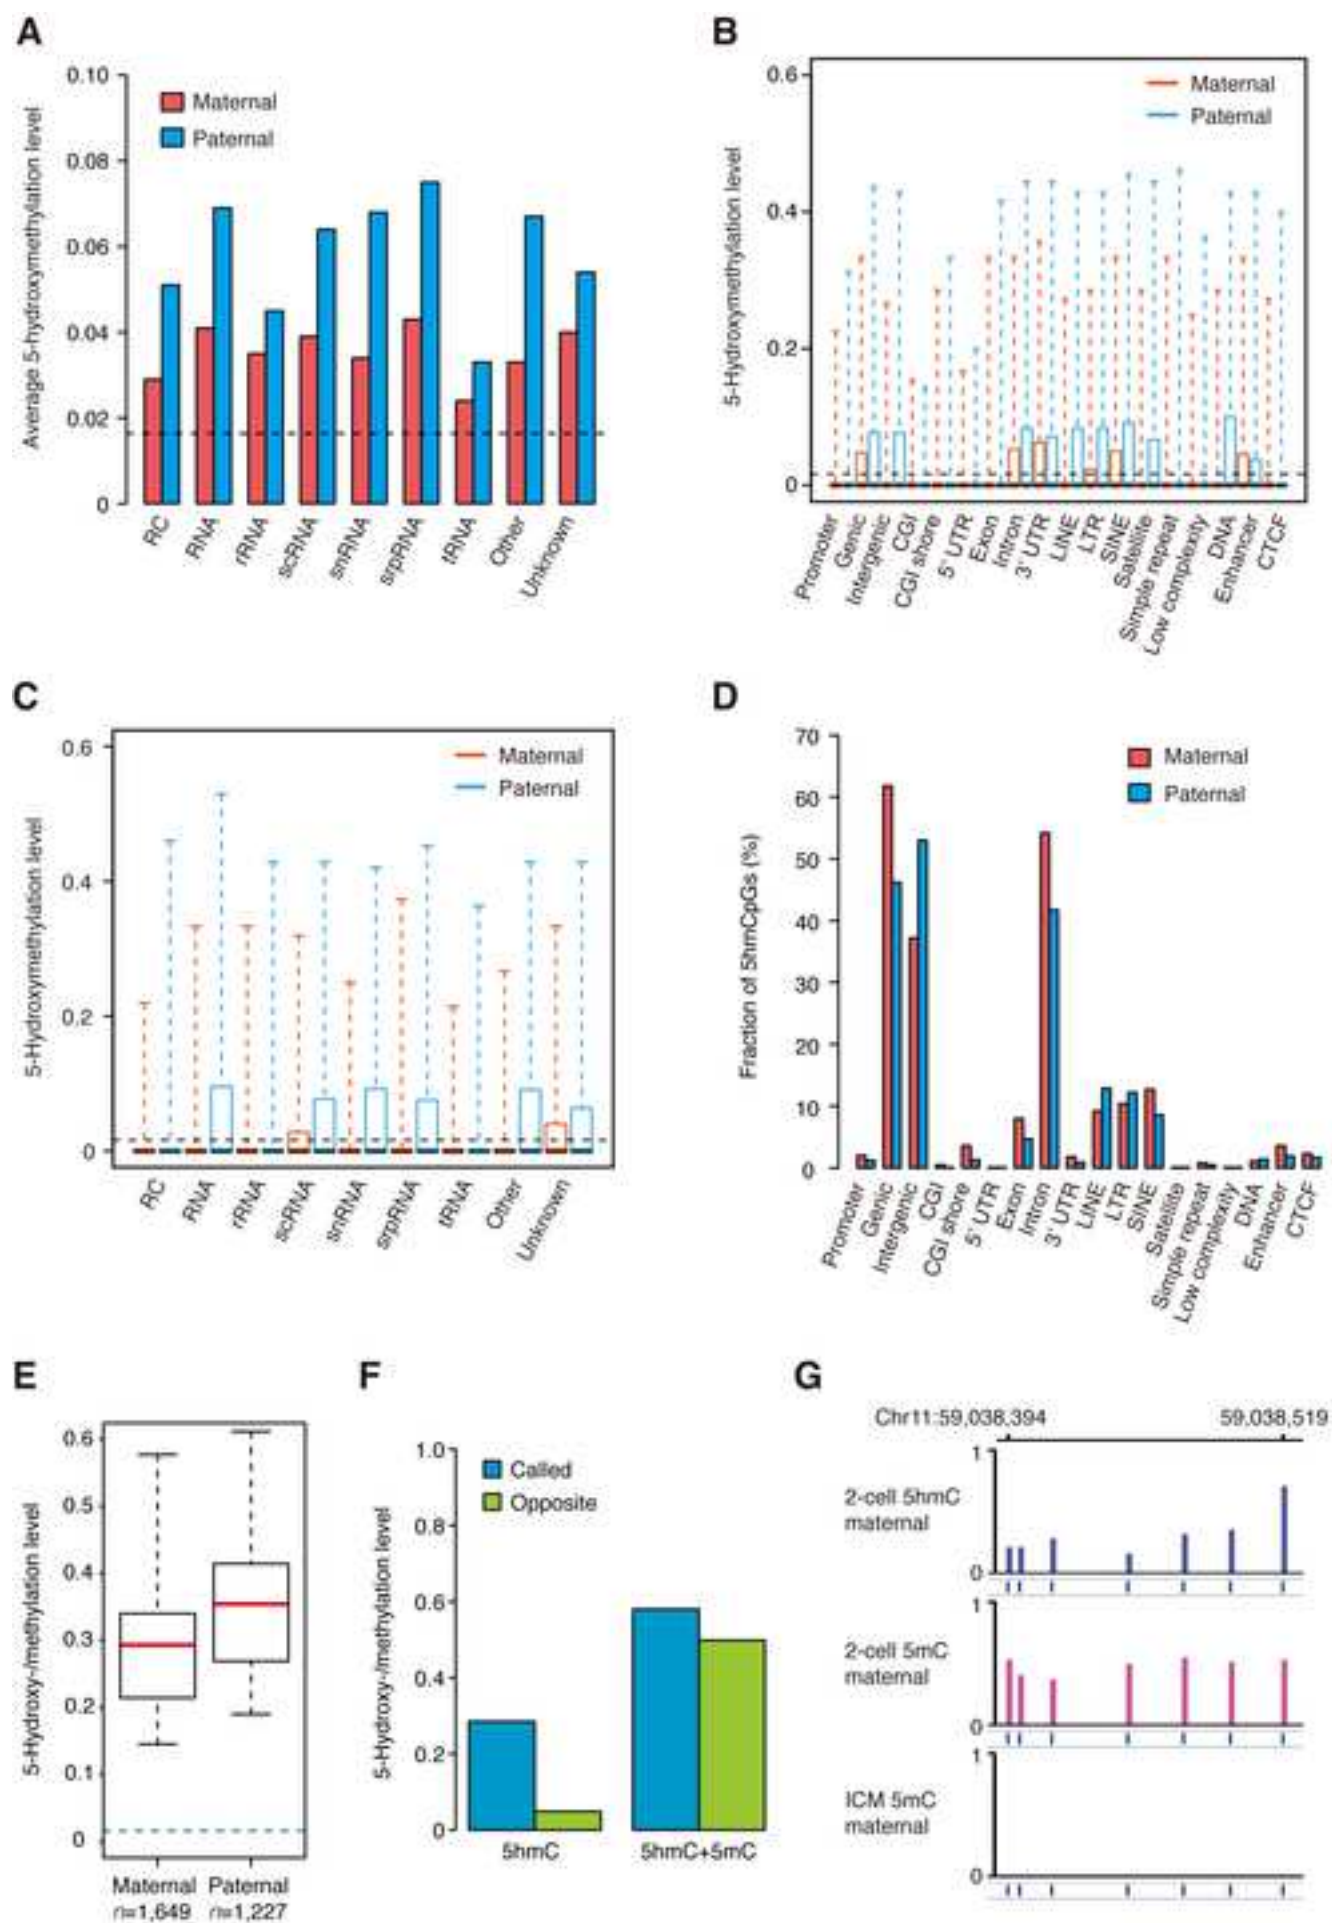 A
Average 5-hydroxymethylation level
0.10
0.08
0.06
0.04
0.02
0
Maternal
Paternal
RC
RNA
rRNA
scRNA
snRNA
srpRNA
tRNA
Other
Unknown
B
5-Hydroxymethylation level
0.6
0.4
0.2
0
Maternal
Paternal
Promoter
Genic
Intergenic
CGI
CGI shore
5' UTR
Exon
Intron
3' UTR
LINE
LTR
SINE
Satellite
Simple repeat
Low complexity
DNA
Enhancer
CTCF
C
5-Hydroxymethylation level
0.6
0.4
0.2
0
Maternal
Paternal
RC
RNA
rRNA
scRNA
snRNA
srpRNA
tRNA
Other
Unknown
D
Fraction of 5hmCpGs (%)
70
60
50
40
30
20
10
0
Maternal
Paternal
Promoter
Genic
Intergenic
CGI
CGI shore
5' UTR
Exon
Intron
3' UTR
LINE
LTR
SINE
Satellite
Simple repeat
Low complexity
DNA
Enhancer
CTCF
E
5-Hydroxy-/methylation level
0.6
0.5
0.4
0.3
0.2
0.1
0
Maternal Paternal
n=1,649 n=1,227
F
5-Hydroxy-/methylation level
1.0
0.8
0.6
0.4
0.2
0
Called
Opposite
5hmC 5hmC+5mC
G
Chr11:59,038,394 59,038,519
1
2-cell 5hmC
maternal
0
1
2-cell 5mC
maternal
0
1
ICM 5mC
maternal
0